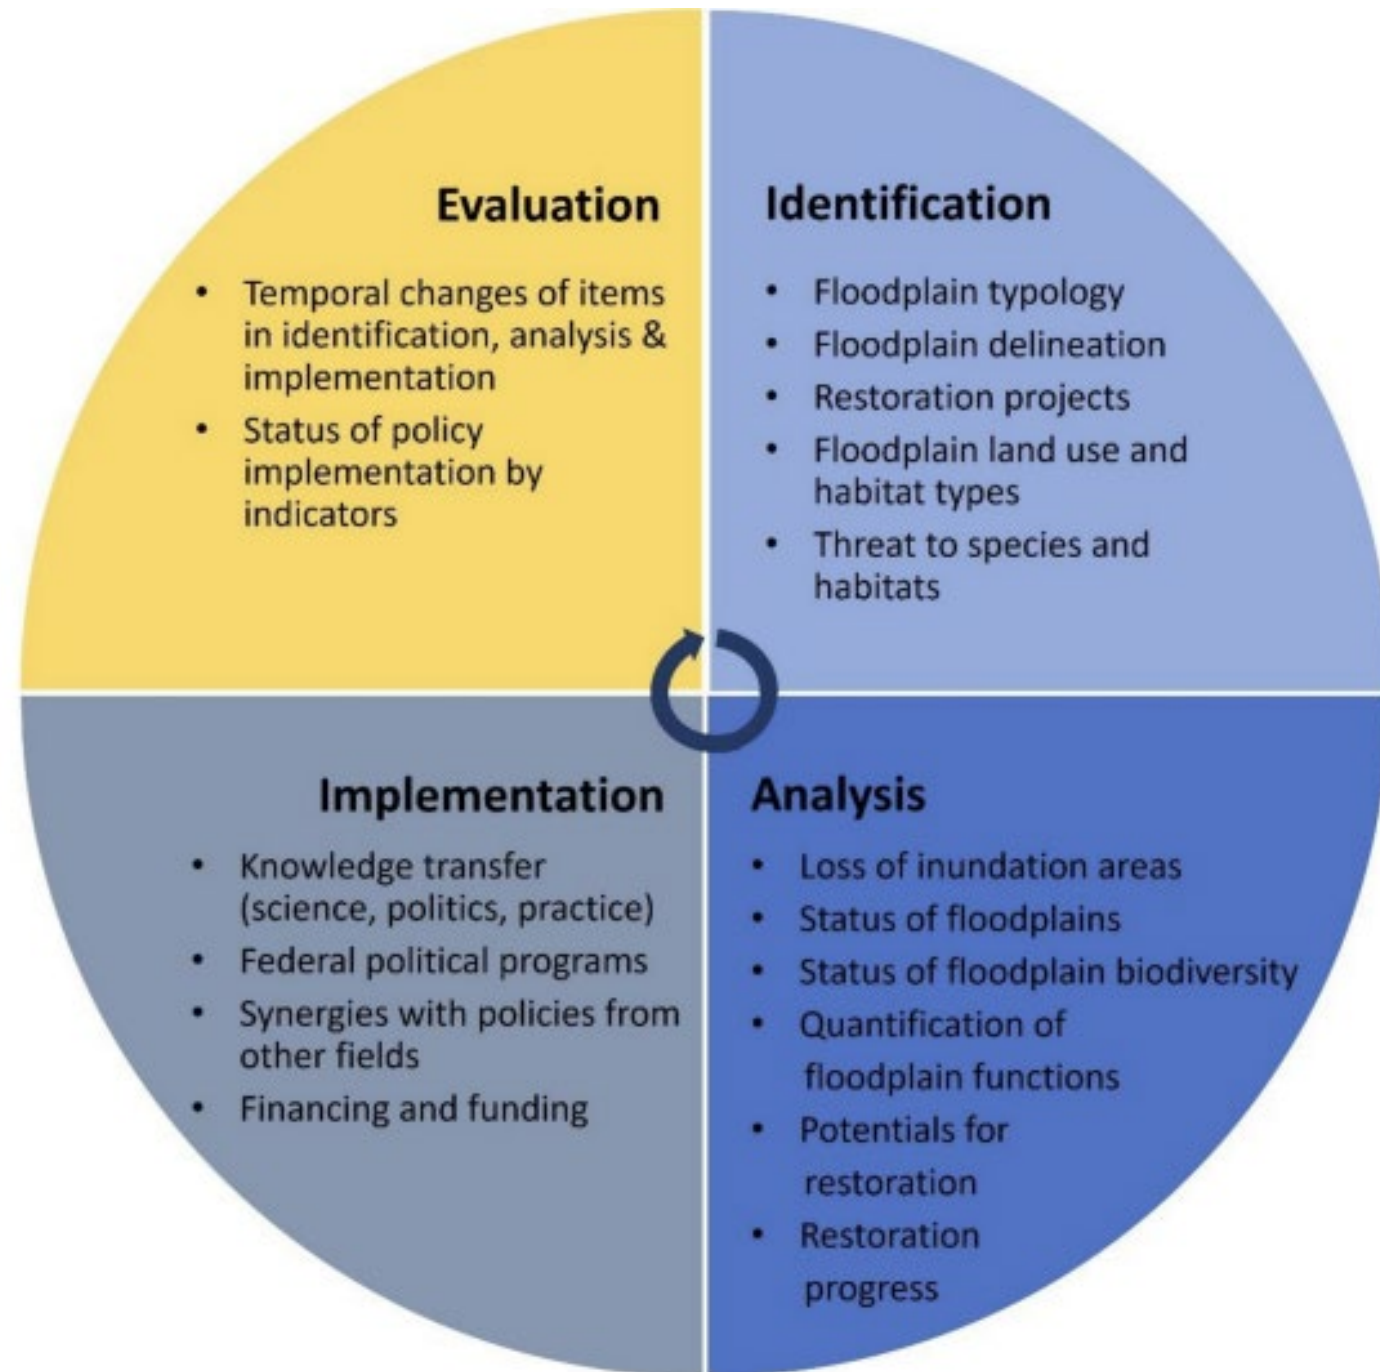 Evaluation
• Temporal changes of items
in identification, analysis &
implementation
• Status of policy
implementation by
indicators
Identification
• Floodplain typology
• Floodplain delineation
• Restoration projects
• Floodplain land use and
habitat types
• Threat to species and
habitats
Implementation
• Knowledge transfer
(science, politics, practice)
• Federal political programs
• Synergies with policies from
other fields
• Financing and funding
Analysis
• Loss of inundation areas
• Status of floodplains
• Status of floodplain biodiversity
• Quantification of
floodplain functions
• Potentials for
restoration
• Restoration
progress